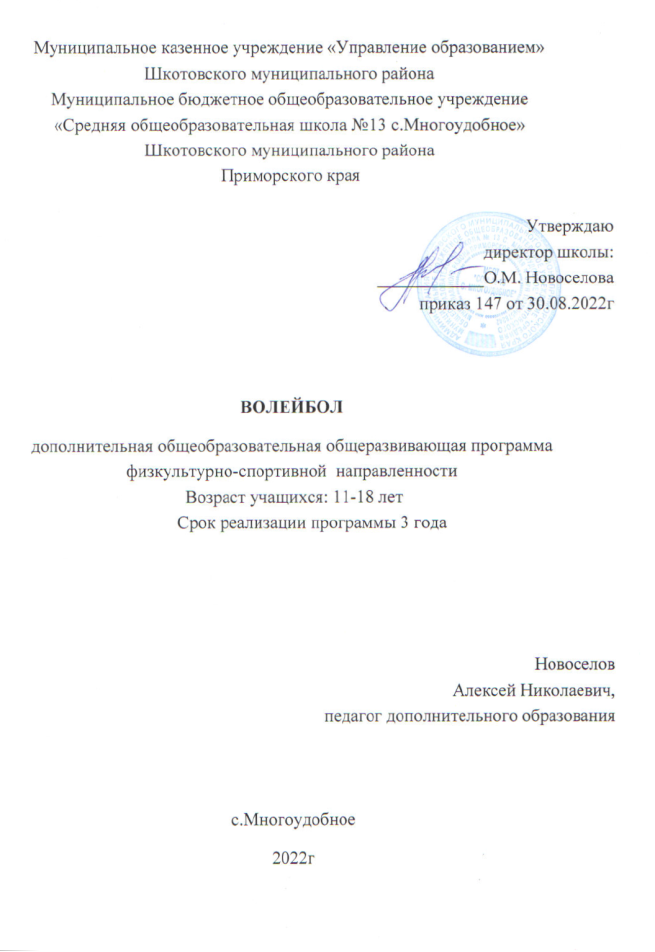 Муниципальное казенное учреждение «Управление образованием»
Шкотовского муниципального района
Муниципальное бюджетное общеобразовательное учреждение
«Средняя общеобразовательная школа №13 с.Многоудобное»
Шкотовского муниципального района
Приморского края
Утверждаю
директор школы:
О.М. Новоселова
приказ 147 от 30.08.2022г
ВОЛЕЙБОЛ
дополнительная общеобразовательная общеразвивающая программа
физкультурно-спортивной направленности
Возраст учащихся: 11-18 лет
Срок реализации программы 3 года
Новоселов
Алексей Николаевич,
педагог дополнительного образования
с.Многоудобное
2022г